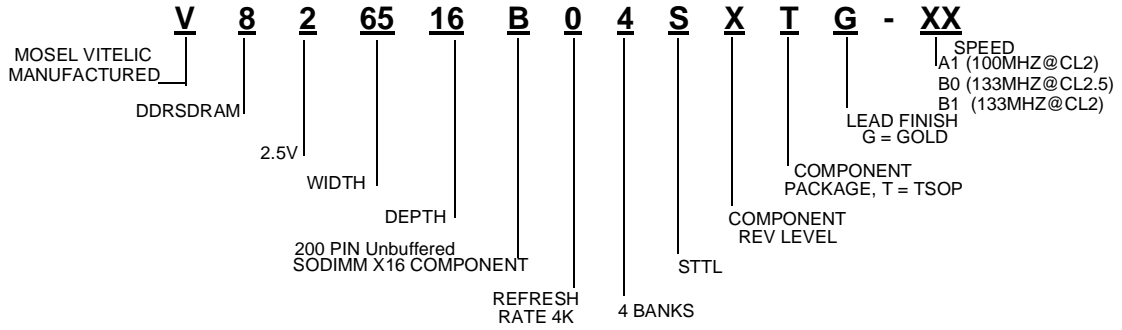 V 8 2 65 16 B 0 4 S X T G - XX
MOSEL VITELIC
MANUFACTURED
SPEED
A1 (100MHZ@CL2)
B0 (133MHZ@CL2.5)
B1 (133MHZ@CL2)
DDRSDRAM
LEAD FINISH
G = GOLD
2.5V
COMPONENT
PACKAGE, T = TSOP
WIDTH
DEPTH
COMPONENT
REV LEVEL
200 PIN Unbuffered
SODIMM X16 COMPONENT
STTL
REFRESH
RATE 4K
4 BANKS